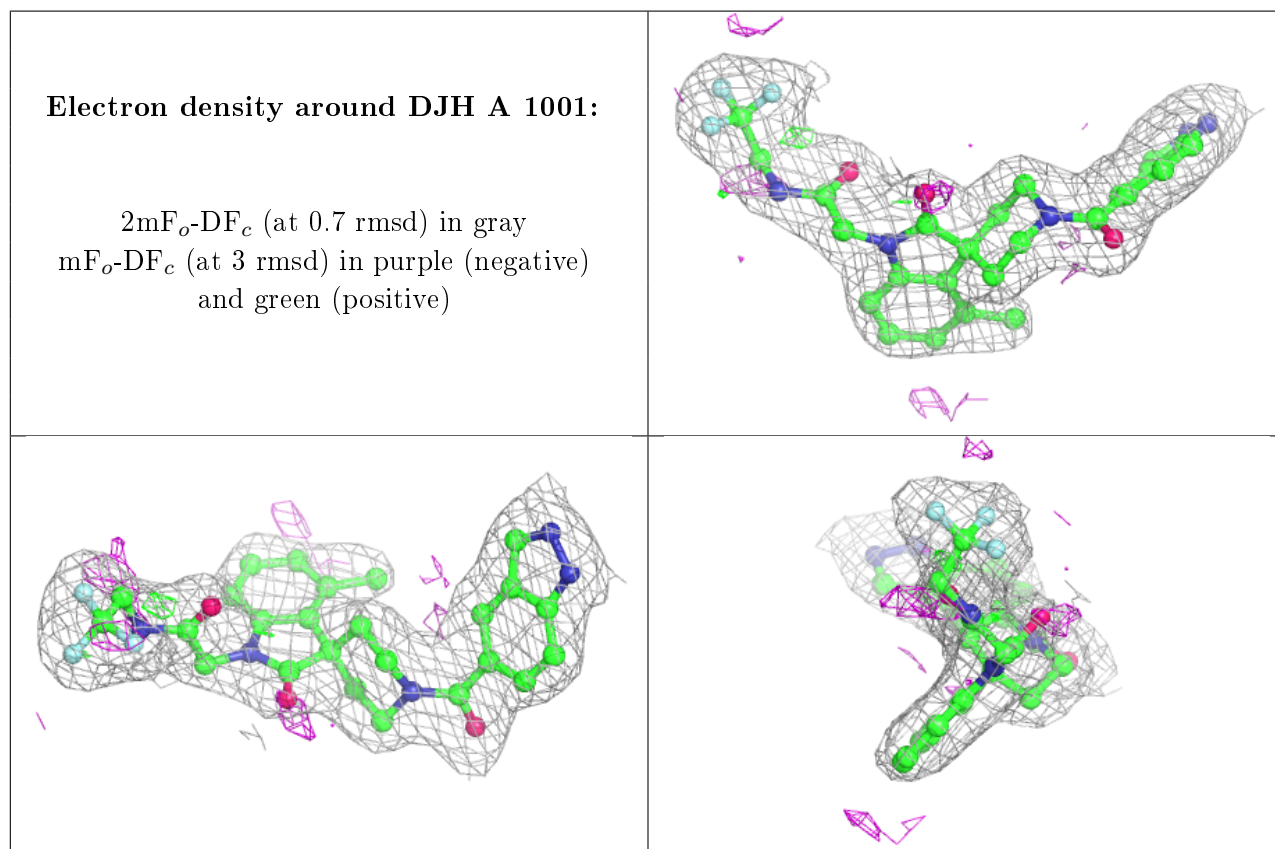 Electron density around DJH A 1001:
2mFₒ-DF𝒸 (at 0.7 rmsd) in gray
mFₒ-DF𝒸 (at 3 rmsd) in purple (negative)
and green (positive)